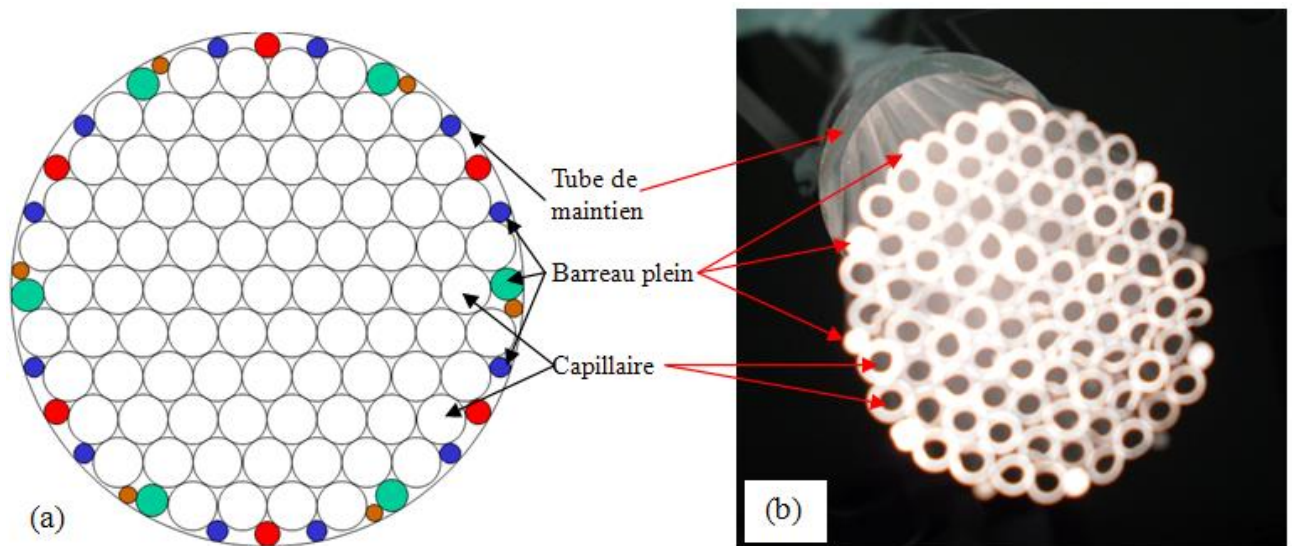 Tube de
maintien
Barreau plein
Capillaire
(a)
(b)